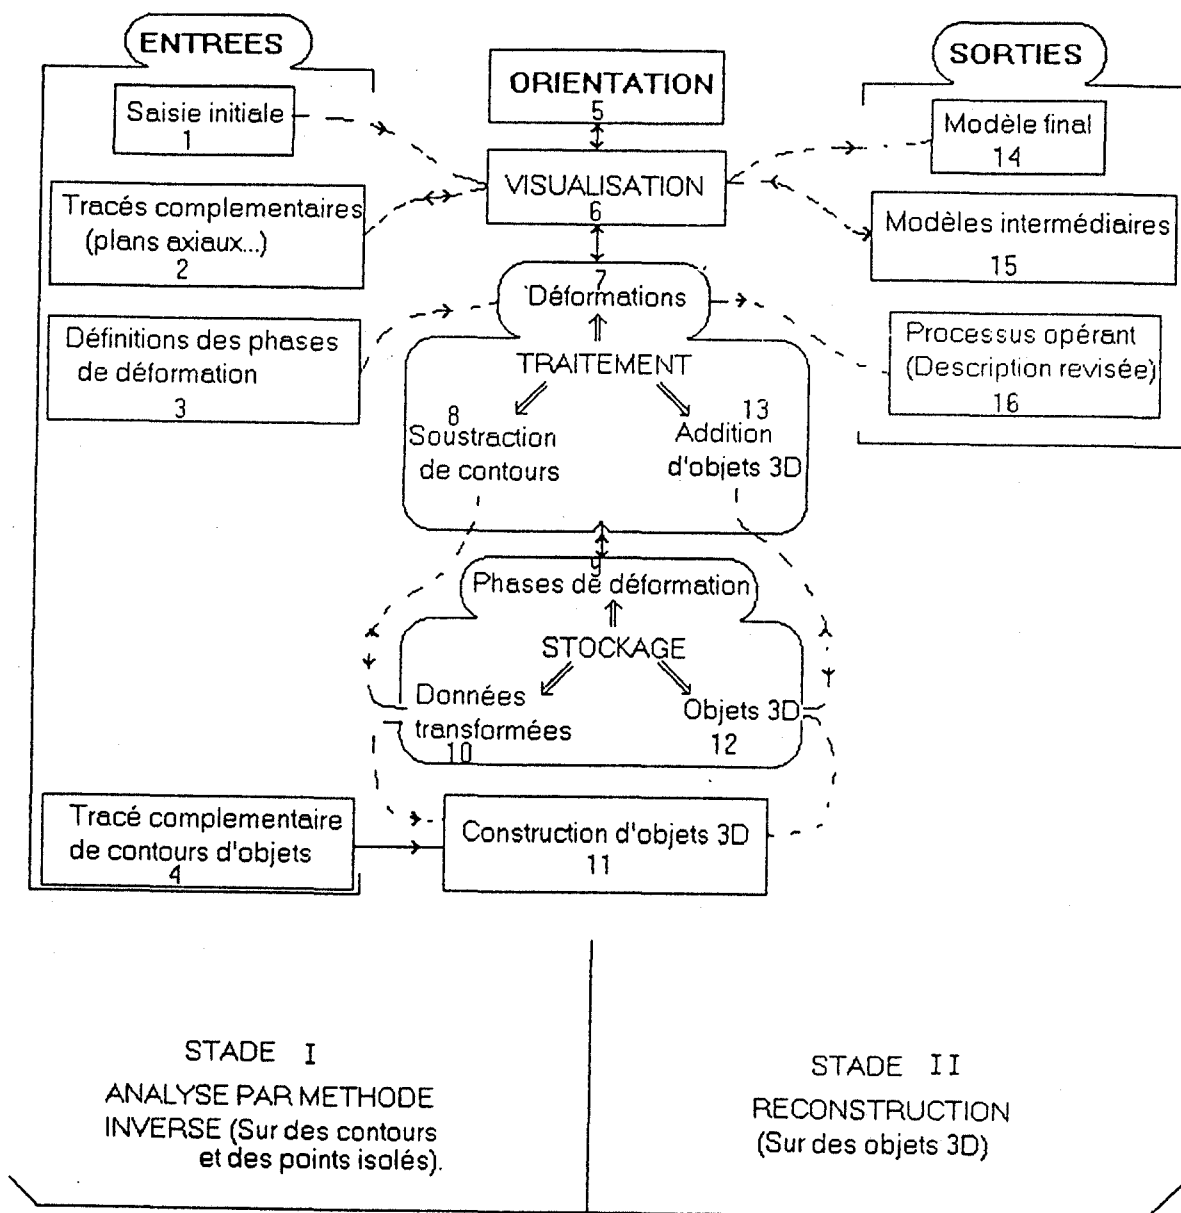 ENTREES
Saisie initiale
1
Tracés complementaires
(plans axiaux...)
2
Définitions des phases
de déformation
3
ORIENTATION
5
VISUALISATION
6
7
Déformations
TRAITEMENT
8
Soustraction
de contours
13
Addition
d'objets 3D
9
Phases de déformation
STOCKAGE
Données
transformées
10
Objets 3D
12
SORTIES
Modèle final
14
Modèles intermédiaires
15
Processus opérant
(Description revisée)
16
Tracé complementaire
de contours d'objets
4
Construction d'objets 3D
11
STADE I
ANALYSE PAR METHODE
INVERSE (Sur des contours
et des points isolés).
STADE II
RECONSTRUCTION
(Sur des objets 3D)